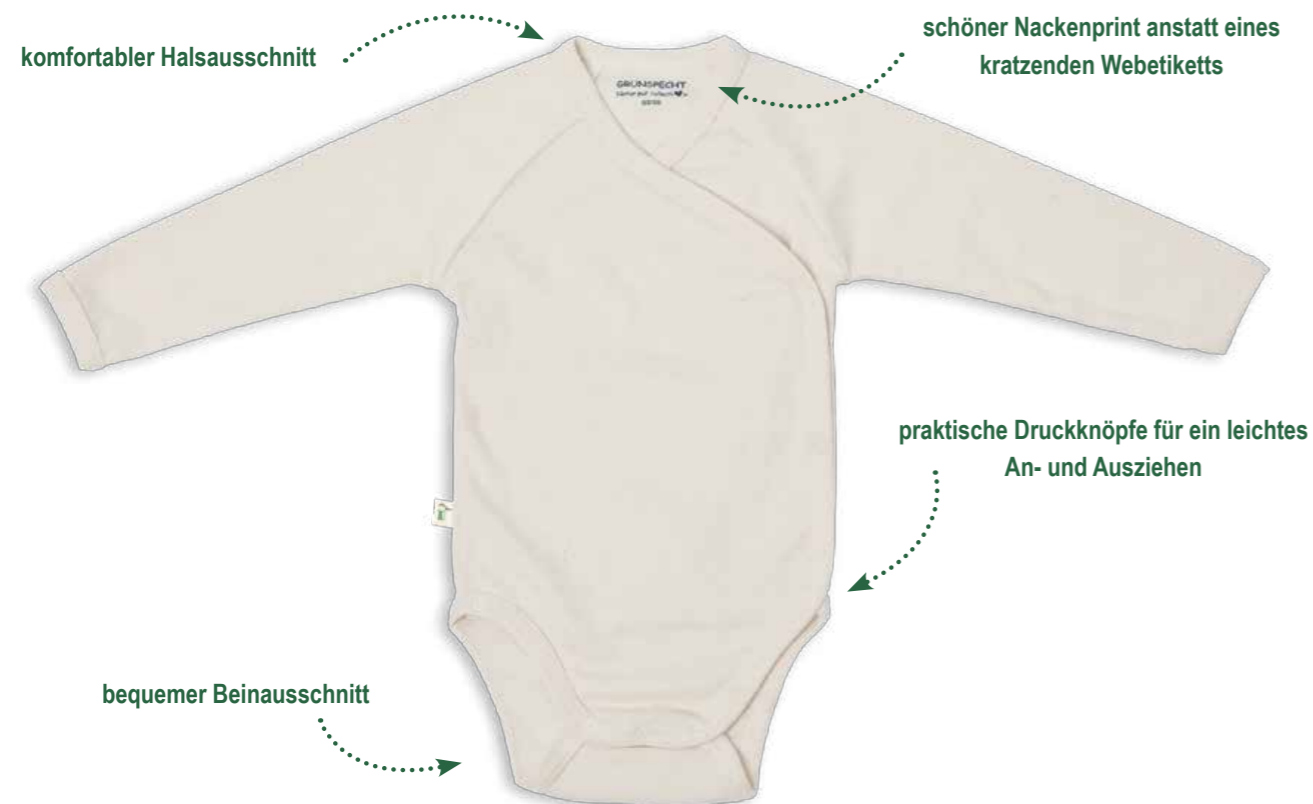 komfortabler Halsausschnitt
schöner Nackenprint anstatt eines
kratzenden Webetiketts
GRÜNSPECHT
praktische Druckknöpfe für ein leichtes
An- und Ausziehen
bequemer Beinausschnitt